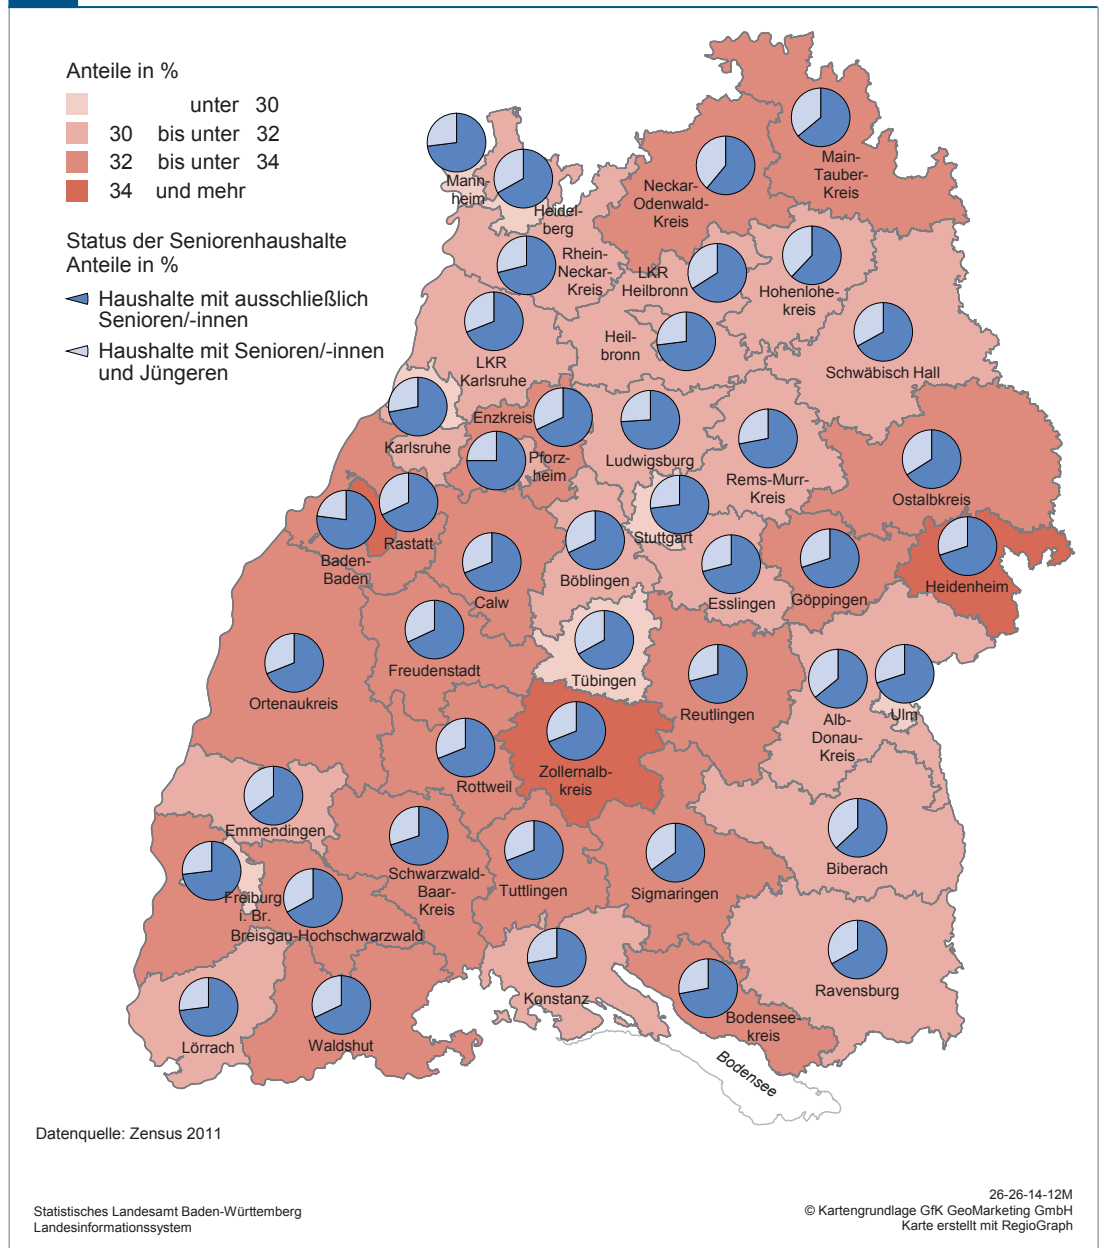 Anteile in %
unter 30
30 bis unter 32
32 bis unter 34
34 und mehr
Status der Seniorenhaushalte
Anteile in %
Haushalte mit ausschließlich
Senioren/-innen
Haushalte mit Senioren/-innen
und Jüngeren
Main-
Tauber-
Kreis
Mann-
heim
Neckar-
Odenwald-
Kreis
Heidel-
berg
Rhein-
Neckar-
Kreis
LKR
Heilbronn
Hohenlohe-
kreis
Heil-
bronn
LKR
Karlsruhe
Schwäbisch Hall
Enzkreis
Karlsruhe
Pforz-
heim
Ludwigsburg
Rems-Murr-
Kreis
Ostalbkreis
Stuttgart
Rastatt
Baden-
Baden
Böblingen
Calw
Esslingen
Göppingen
Heidenheim
Freudenstadt
Tübingen
Ortenaukreis
Reutlingen
Ulm
Alb-
Donau-
Kreis
Zollernalb-
kreis
Rottweil
Emmendingen
Biberach
Schwarzwald-
Baar-
Kreis
Tuttlingen
Sigmaringen
Freiburg
i. Br.
Breisgau-Hochschwarzwald
Ravensburg
Konstanz
Bodensee-
kreis
Lörrach
Waldshut
Bodensee
Datenquelle: Zensus 2011
26-26-14-12M
Statistisches Landesamt Baden-Württemberg
© Kartengrundlage GfK GeoMarketing GmbH
Landesinformationssystem
Karte erstellt mit RegioGraph